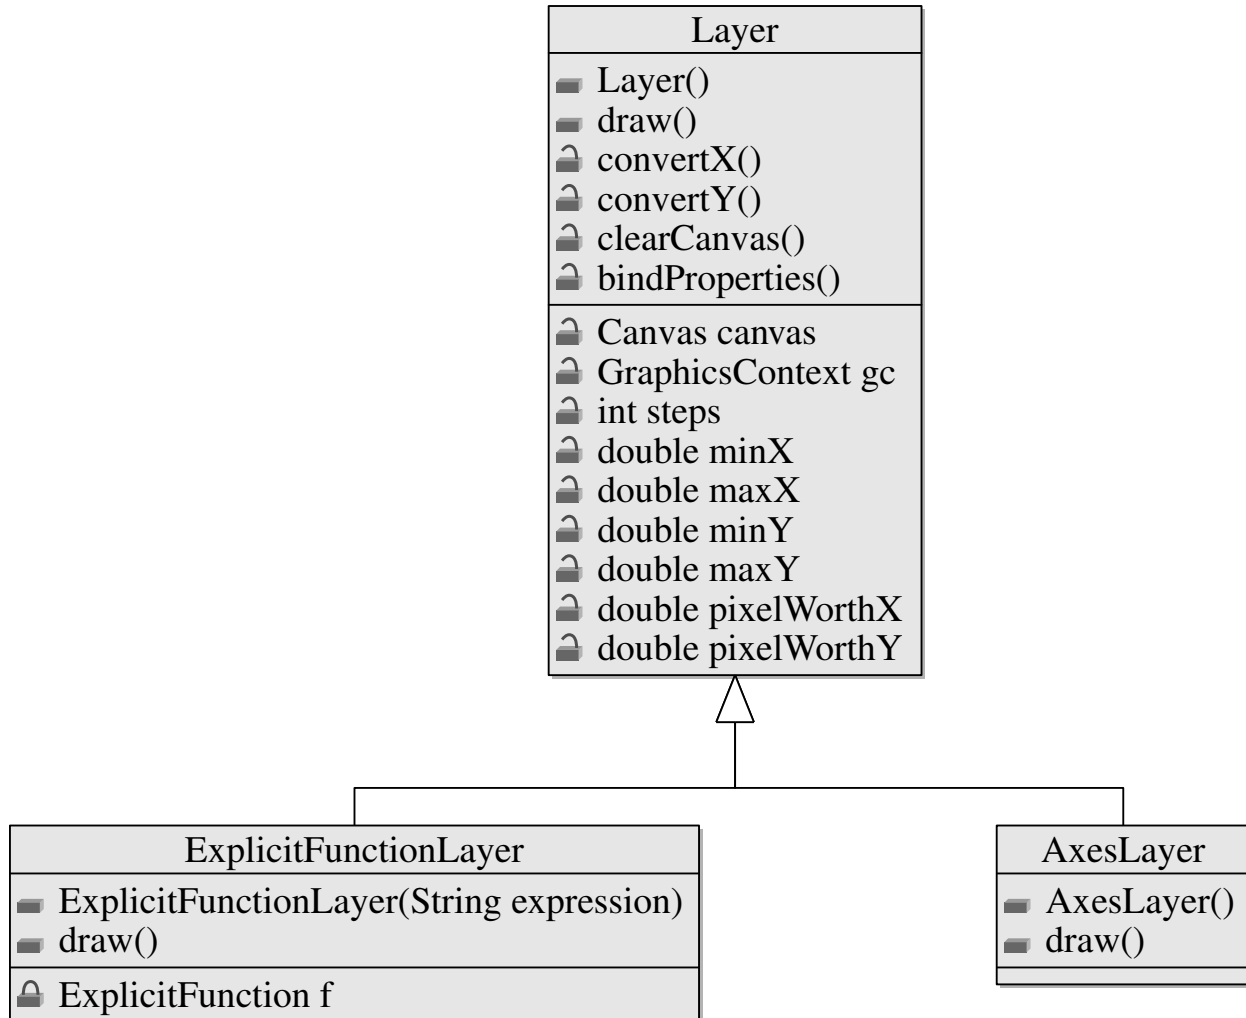 Layer
Layer()
draw()
convertX()
convertY()
clearCanvas()
bindProperties()
Canvas canvas
GraphicsContext gc
int steps
double minX
double maxX
double minY
double maxY
double pixelWorthX
double pixelWorthY
ExplicitFunctionLayer
ExplicitFunctionLayer(String expression)
draw()
ExplicitFunction f
AxesLayer
AxesLayer()
draw()